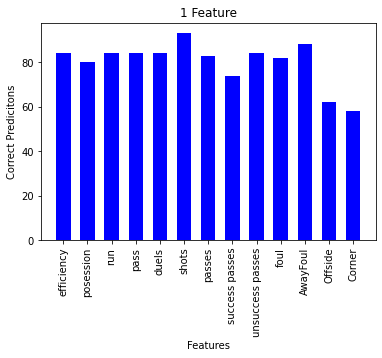 1 Feature
Correct Predicitons
80
60
40
20
0
efficiency
posession
run
pass
duels
shots
passes
success passes
unsuccess passes
foul
AwayFoul
Offside
Corner
Features